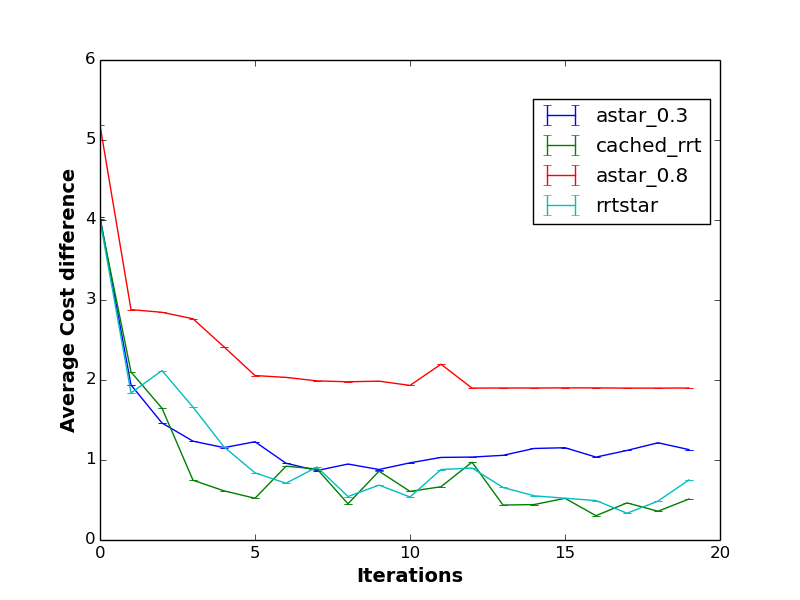 6
5
4
3
2
1
0
0 5 10 15 20
Average Cost difference
Iterations
astar_0.3
cached_rrt
astar_0.8
rrtstar